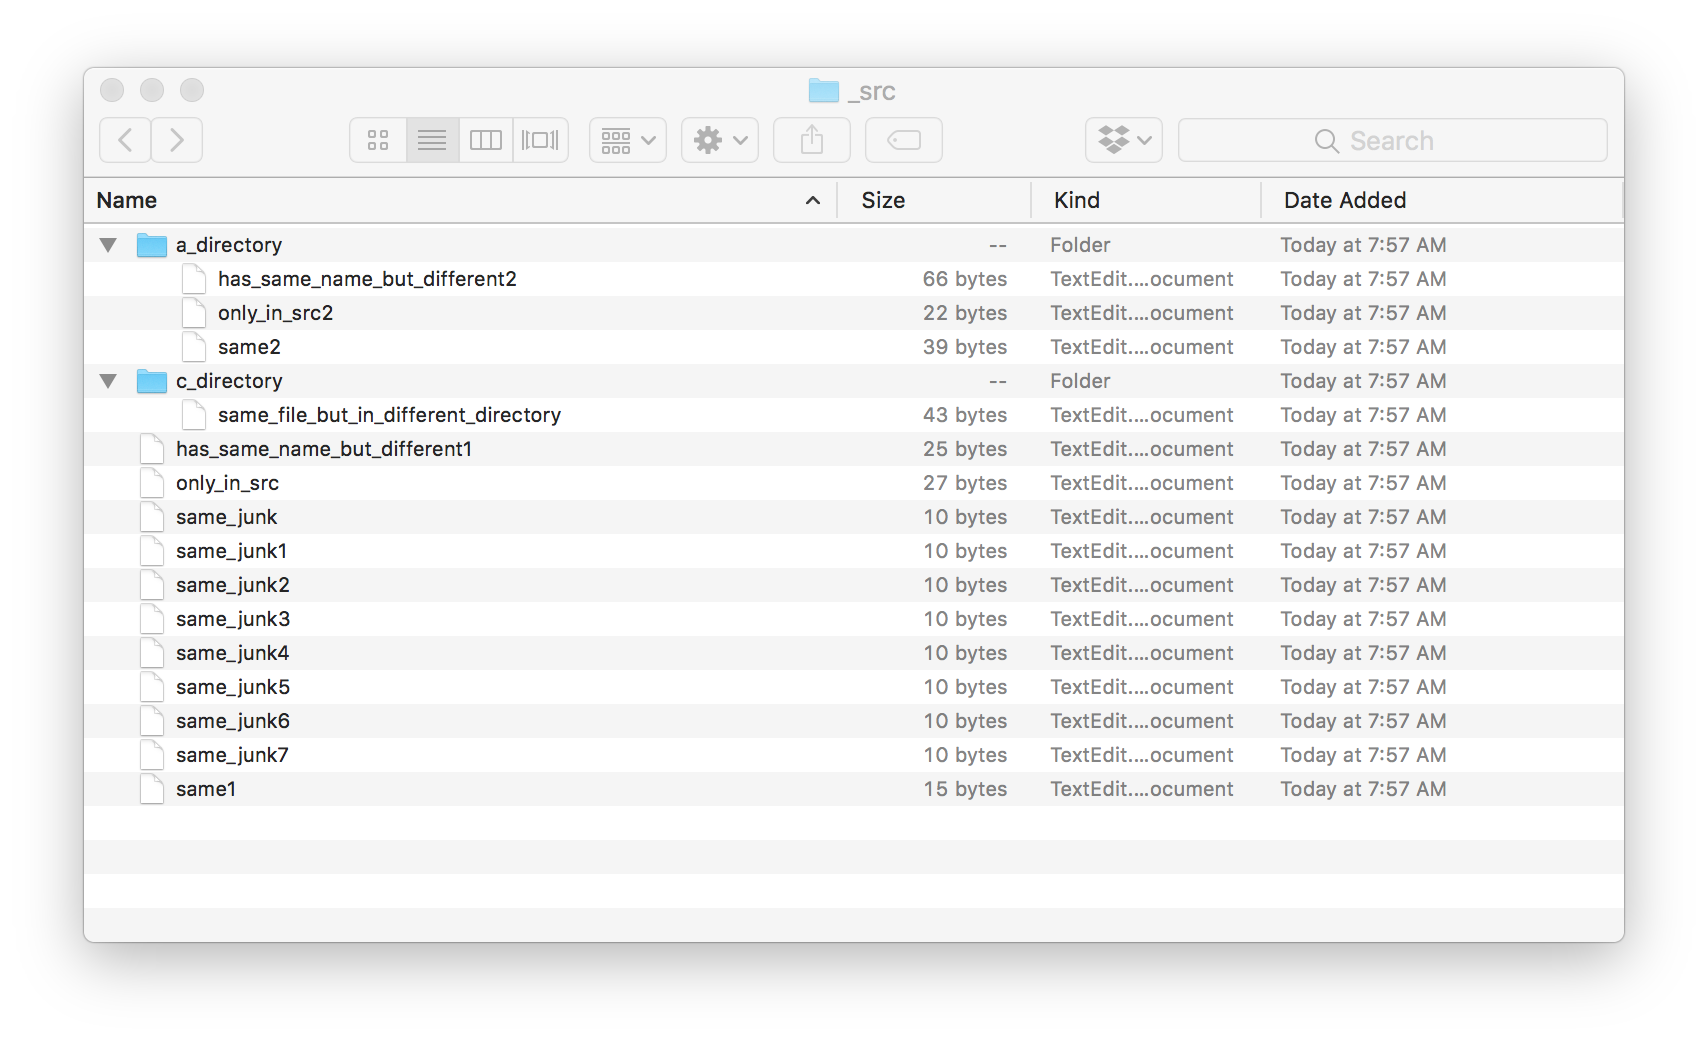 _src
Search
Name Size Kind Date Added
a_directory -- Folder Today at 7:57 AM
has_same_name_but_different2 66 bytes TextEdit....ocument Today at 7:57 AM
only_in_src2 22 bytes TextEdit....ocument Today at 7:57 AM
same2 39 bytes TextEdit....ocument Today at 7:57 AM
c_directory -- Folder Today at 7:57 AM
same_file_but_in_different_directory 43 bytes TextEdit....ocument Today at 7:57 AM
has_same_name_but_different1 25 bytes TextEdit....ocument Today at 7:57 AM
only_in_src 27 bytes TextEdit....ocument Today at 7:57 AM
same_junk 10 bytes TextEdit....ocument Today at 7:57 AM
same_junk1 10 bytes TextEdit....ocument Today at 7:57 AM
same_junk2 10 bytes TextEdit....ocument Today at 7:57 AM
same_junk3 10 bytes TextEdit....ocument Today at 7:57 AM
same_junk4 10 bytes TextEdit....ocument Today at 7:57 AM
same_junk5 10 bytes TextEdit....ocument Today at 7:57 AM
same_junk6 10 bytes TextEdit....ocument Today at 7:57 AM
same_junk7 10 bytes TextEdit....ocument Today at 7:57 AM
same1 15 bytes TextEdit....ocument Today at 7:57 AM